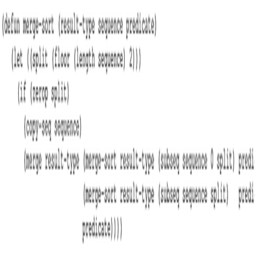 (defun merge-sort (result-type sequence predicate)
(let ((split (floor (length sequence) 2)))
(if (zerop split)
(copy-seq sequence)
(merge result-type (merge-sort result-type (subseq sequence 0 split) predi
(merge-sort result-type (subseq sequence split) predi
predicate))))